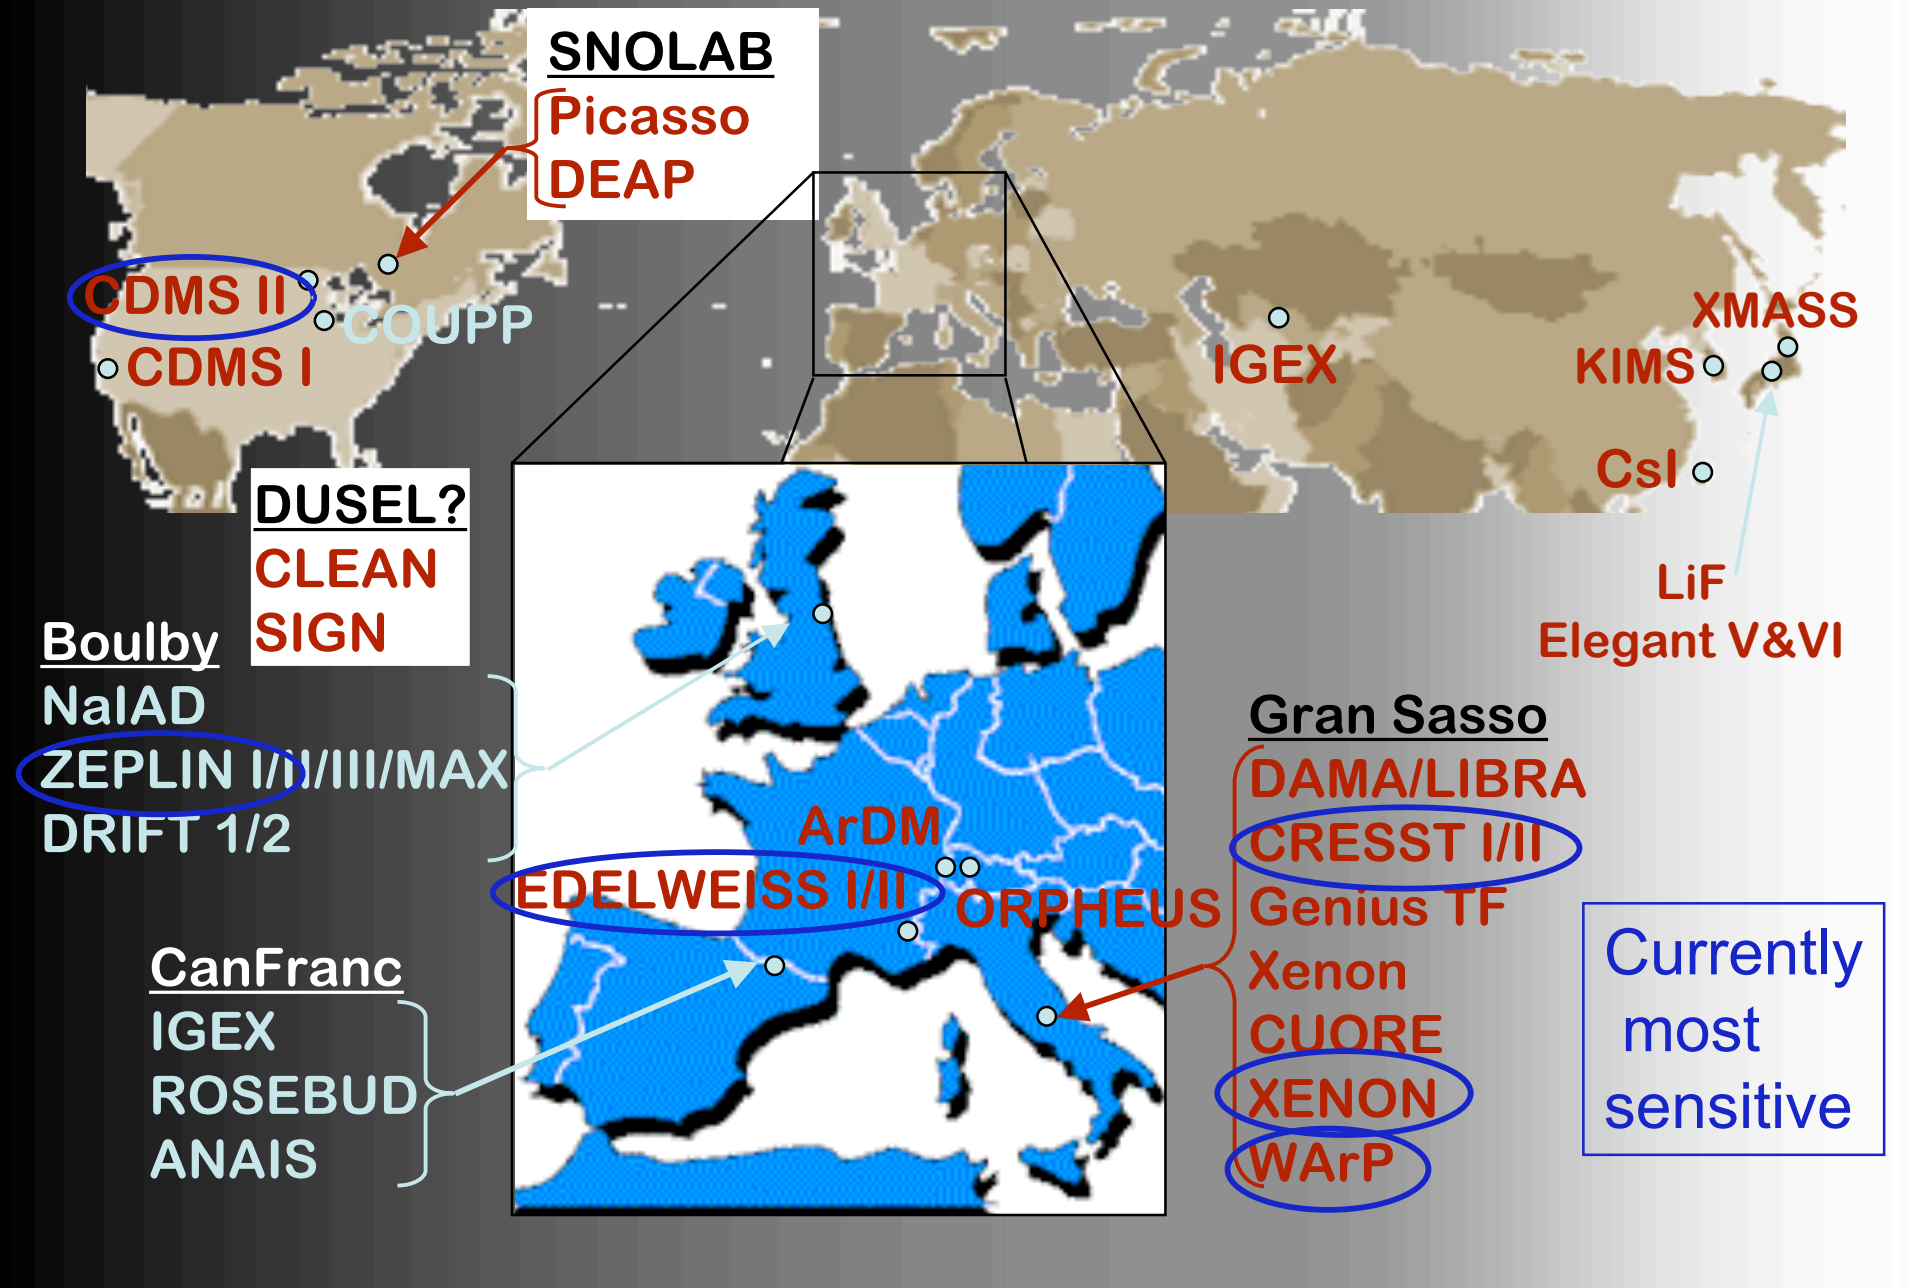 SNOLAB
Picasso
DEAP
CDMS II
COUPP
CDMS I
XMASS
KIMS
IGEX
CsI
DUSEL?
CLEAN
SIGN
LiF
Elegant V&VI
Boulby
NaIAD
ZEPLIN I/II/III/MAX
DRIFT 1/2
ArDM
EDELWEISS I/II
ORPHEUS
Gran Sasso
DAMA/LIBRA
CRESST I/II
Genius TF
Xenon
CUORE
XENON
WArP
CanFranc
IGEX
ROSEBUD
ANAIS
Currently
most
sensitive